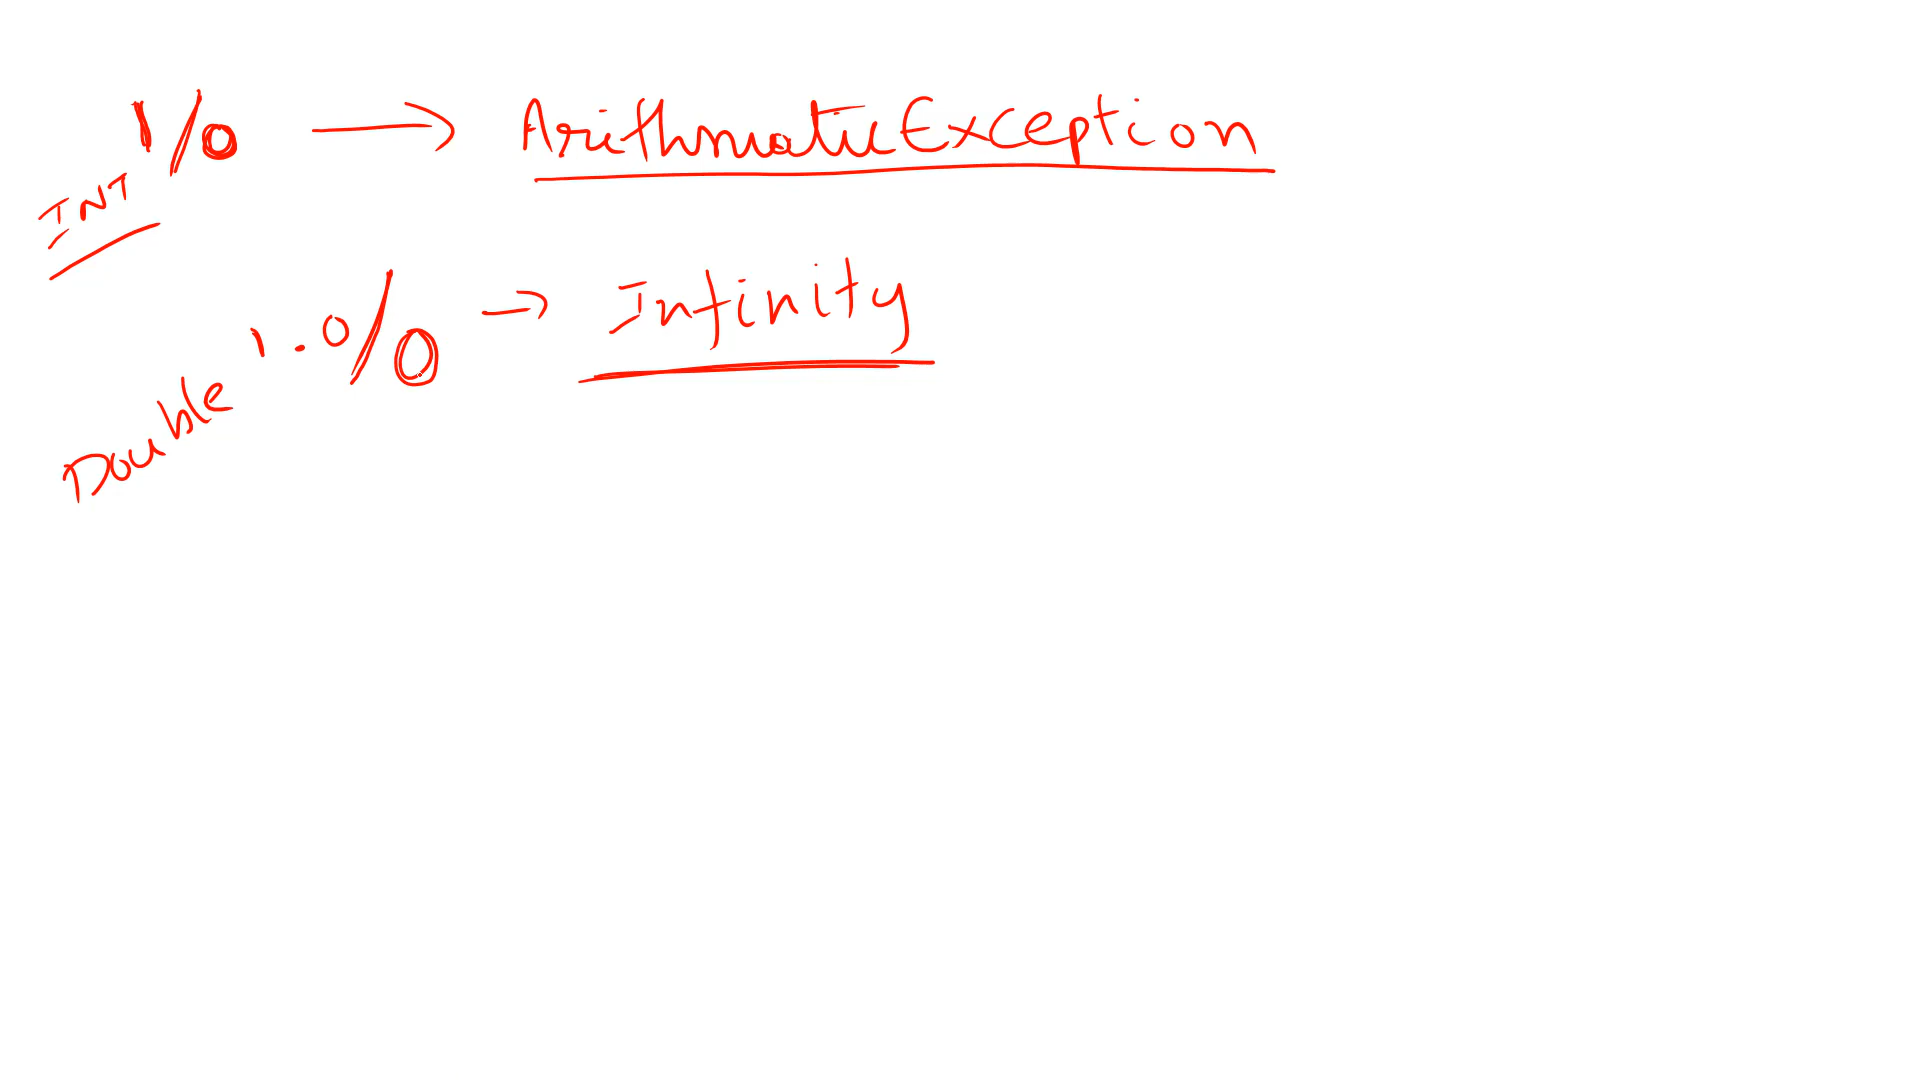 1/0 → ArithmaticException
INT
1.0/0 → Infinity
Double